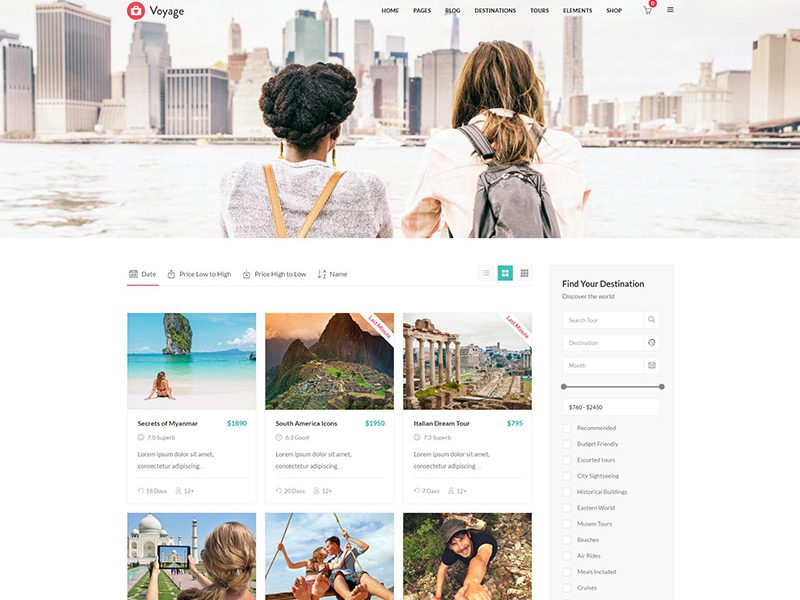 Voyage
HOME PAGES BLOG DESTINATIONS TOURS ELEMENTS SHOP
0
Date Price Low to High Price High to Low Name
Find Your Destination
Discover the world
Search Tour
Destination
Month
$760 - $2450
Recommended
Budget Friendly
Escorted tours
City Sightseeing
Historical Buildings
Eastern World
Musem Tours
Beaches
Air Rides
Meals Included
Cruises
Secrets of Myanmar $1890
7.0 Superb
Lorem ipsum dolor sit amet,
consectetur adipiscing...
18 Days 12+
Last Minute
South America Icons $1950
6.3 Good
Lorem ipsum dolor sit amet,
consectetur adipiscing...
20 Days 12+
Last Minute
Italian Dream Tour $795
7.3 Superb
Lorem ipsum dolor sit amet,
consectetur adipiscing...
7 Days 12+